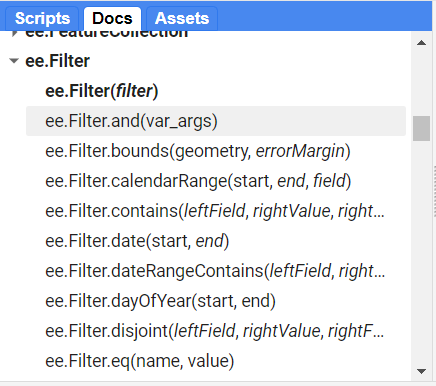 Scripts Docs Assets
ee.FeatureCollection
ee.Filter
ee.Filter(filter)
ee.Filter.and(var_args)
ee.Filter.bounds(geometry, errorMargin)
ee.Filter.calendarRange(start, end, field)
ee.Filter.contains(leftField, rightValue, right...
ee.Filter.date(start, end)
ee.Filter.dateRangeContains(leftField, right...
ee.Filter.dayOfYear(start, end)
ee.Filter.disjoint(leftField, rightValue, rightF...
ee.Filter.eq(name, value)